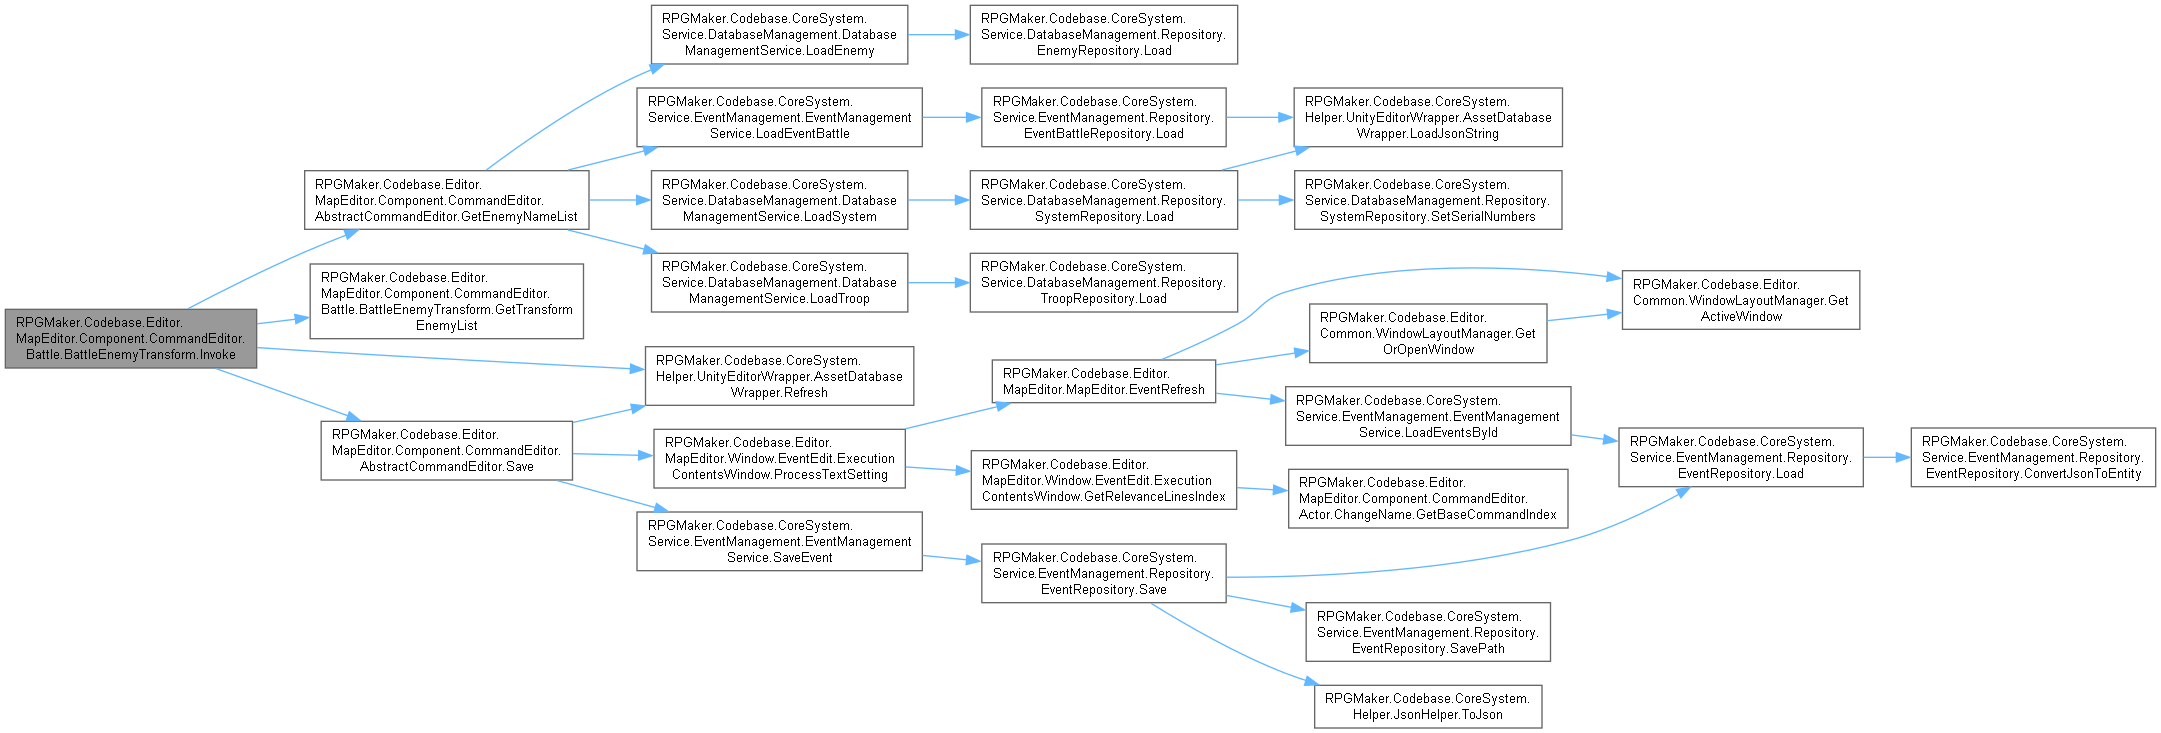 RPGMaker.Codebase.Editor.
MapEditor.Component.CommandEditor.
Battle.BattleEnemyTransform.Invoke
RPGMaker.Codebase.Editor.
MapEditor.Component.CommandEditor.
AbstractCommandEditor.GetEnemyNameList
RPGMaker.Codebase.CoreSystem.
Service.DatabaseManagement.Database
ManagementService.LoadEnemy
RPGMaker.Codebase.CoreSystem.
Service.DatabaseManagement.Repository.
EnemyRepository.Load
RPGMaker.Codebase.CoreSystem.
Service.EventManagement.EventManagement
Service.LoadEventBattle
RPGMaker.Codebase.CoreSystem.
Service.EventManagement.Repository.
EventBattleRepository.Load
RPGMaker.Codebase.CoreSystem.
Helper.UnityEditorWrapper.AssetDatabase
Wrapper.LoadJsonString
RPGMaker.Codebase.CoreSystem.
Service.DatabaseManagement.Database
ManagementService.LoadSystem
RPGMaker.Codebase.CoreSystem.
Service.DatabaseManagement.Repository.
SystemRepository.Load
RPGMaker.Codebase.CoreSystem.
Service.DatabaseManagement.Repository.
SystemRepository.SetSerialNumbers
RPGMaker.Codebase.CoreSystem.
Service.DatabaseManagement.Database
ManagementService.LoadTroop
RPGMaker.Codebase.CoreSystem.
Service.DatabaseManagement.Repository.
TroopRepository.Load
RPGMaker.Codebase.Editor.
MapEditor.Component.CommandEditor.
Battle.BattleEnemyTransform.GetTransform
EnemyList
RPGMaker.Codebase.CoreSystem.
Helper.UnityEditorWrapper.AssetDatabase
Wrapper.Refresh
RPGMaker.Codebase.Editor.
MapEditor.Component.CommandEditor.
AbstractCommandEditor.Save
RPGMaker.Codebase.Editor.
MapEditor.Window.EventEdit.Execution
ContentsWindow.ProcessTextSetting
RPGMaker.Codebase.Editor.
MapEditor.MapEditor.EventRefresh
RPGMaker.Codebase.Editor.
Common.WindowLayoutManager.Get
ActiveWindow
RPGMaker.Codebase.Editor.
Common.WindowLayoutManager.Get
OrOpenWindow
RPGMaker.Codebase.CoreSystem.
Service.EventManagement.EventManagement
Service.LoadEventsById
RPGMaker.Codebase.CoreSystem.
Service.EventManagement.Repository.
EventRepository.Load
RPGMaker.Codebase.CoreSystem.
Service.EventManagement.Repository.
EventRepository.ConvertJsonToEntity
RPGMaker.Codebase.Editor.
MapEditor.Window.EventEdit.Execution
ContentsWindow.GetRelevanceLinesIndex
RPGMaker.Codebase.Editor.
MapEditor.Component.CommandEditor.
Actor.ChangeName.GetBaseCommandIndex
RPGMaker.Codebase.CoreSystem.
Service.EventManagement.EventManagement
Service.SaveEvent
RPGMaker.Codebase.CoreSystem.
Service.EventManagement.Repository.
EventRepository.Save
RPGMaker.Codebase.CoreSystem.
Service.EventManagement.Repository.
EventRepository.SavePath
RPGMaker.Codebase.CoreSystem.
Helper.JsonHelper.ToJson